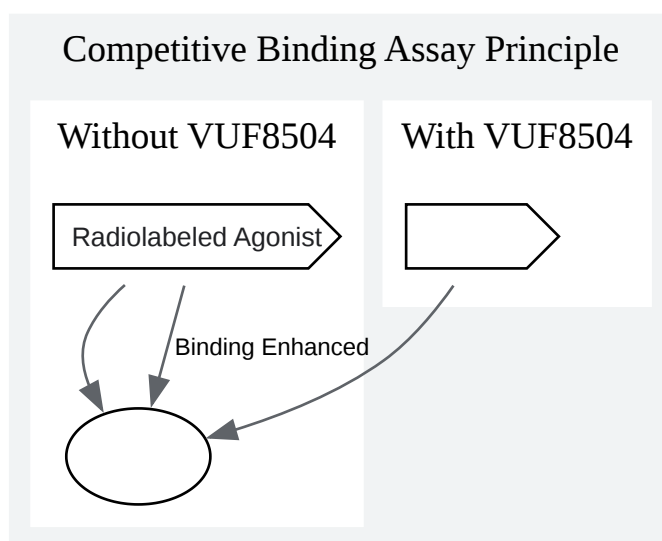 Competitive Binding Assay Principle
Without VUF8504
With VUF8504
Radiolabeled Agonist
Binding Enhanced